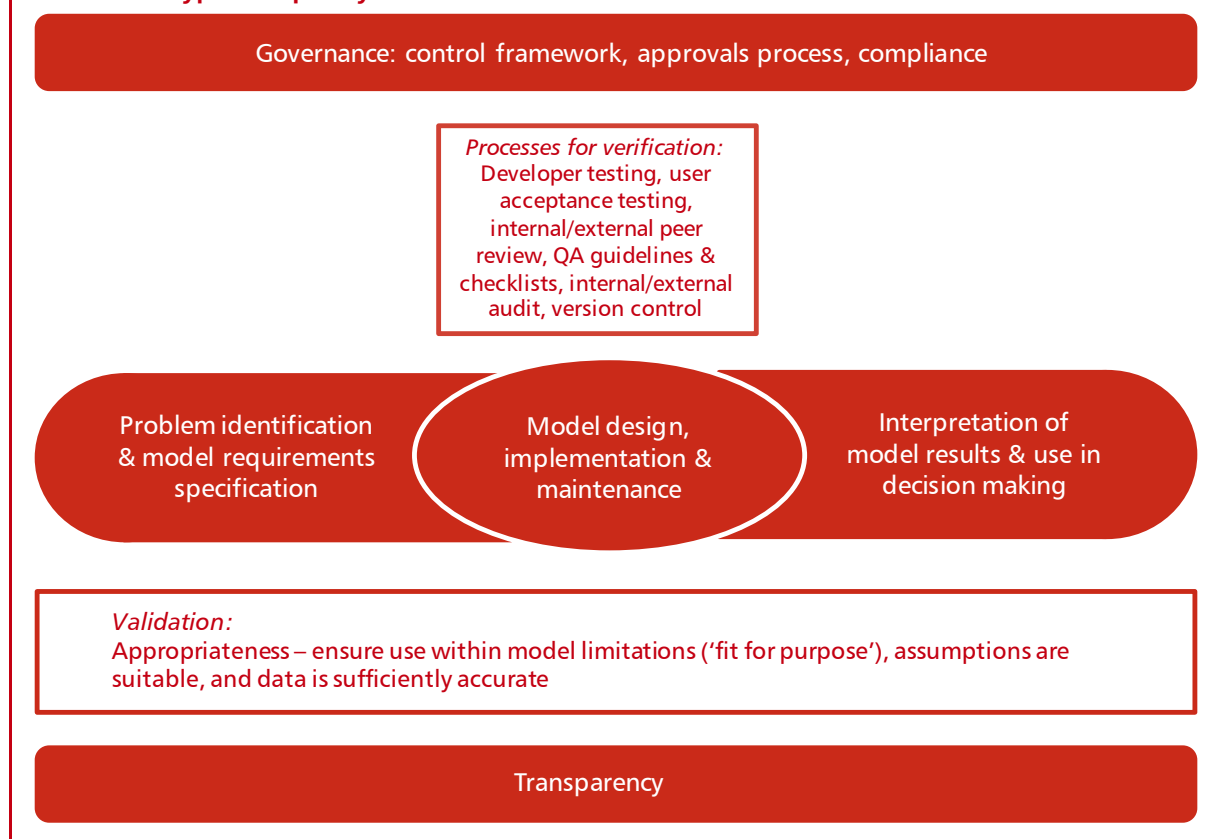 Governance: control framework, approvals process, compliance
Processes for verification:
Developer testing, user
acceptance testing,
internal/external peer
review, QA guidelines &
checklists, internal/external
audit, version control
Problem identification
& model requirements
specification
Model design,
implementation &
maintenance
Interpretation of
model results & use in
decision making
Validation:
Appropriateness – ensure use within model limitations (‘fit for purpose’), assumptions are
suitable, and data is sufficiently accurate
Transparency